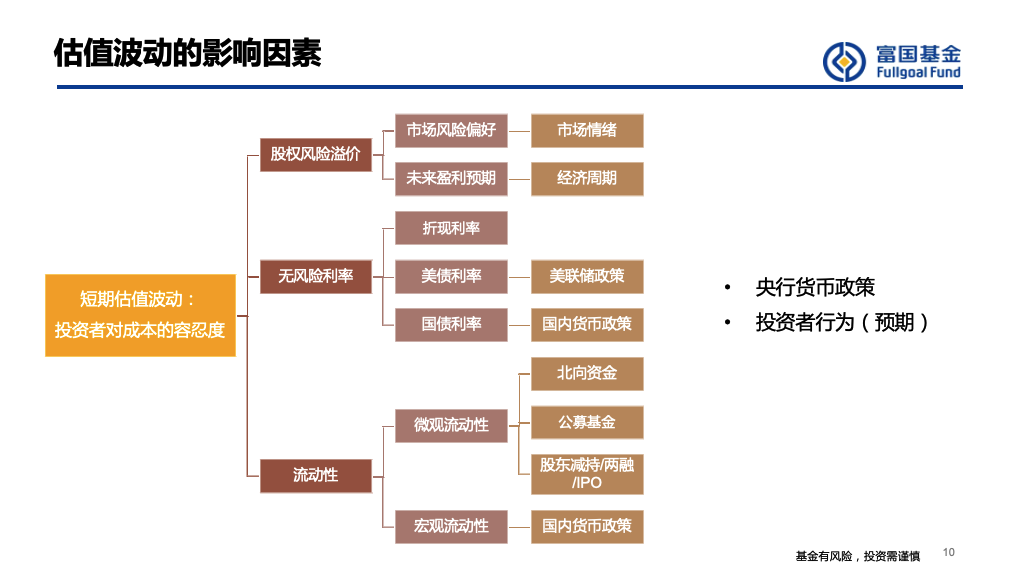 估值波动的影响因素
富国基金
Fullgoal Fund
短期估值波动：
投资者对成本的容忍度
股权风险溢价
市场风险偏好
市场情绪
未来盈利预期
经济周期
无风险利率
折现利率
美债利率
美联储政策
国债利率
国内货币政策
流动性
微观流动性
北向资金
公募基金
股东减持/两融
/IPO
宏观流动性
国内货币政策
• 央行货币政策
• 投资者行为（预期）
基金有风险，投资需谨慎
10